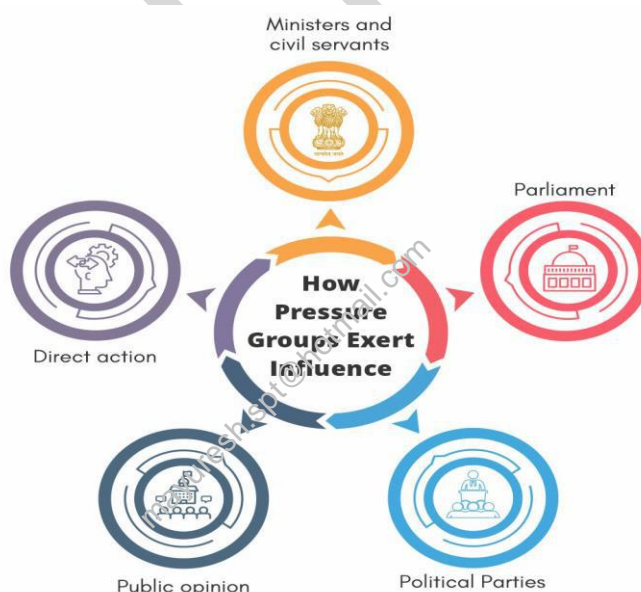 Ministers and
civil servants
Parliament
How
Pressure
Groups Exert
Influence
Direct action
Public opinion
Political Parties